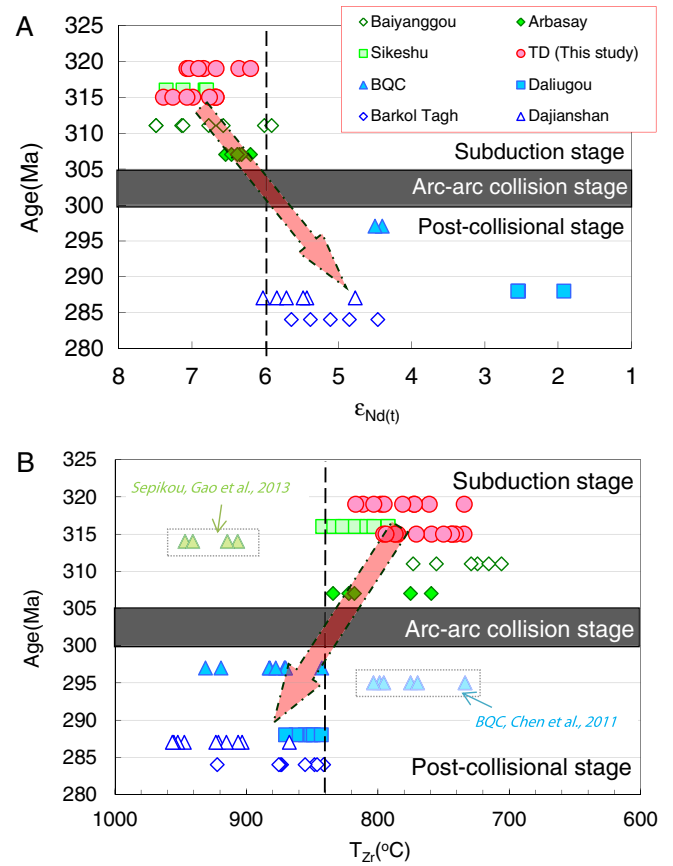 A
Baiyanggou
Arbasay
Sikeshu
TD (This study)
BQC
Daliugou
Barkol Tagh
Dajianshan
325
320
315
310
305
300
295
290
285
280
Age(Ma)
Subduction stage
Arc-arc collision stage
Post-collisional stage
8 7 6 5 4 3 2 1
εNd(t)
B
325
320
315
310
305
300
295
290
285
280
Age(Ma)
Subduction stage
Sepikou, Gao et al., 2013
Arc-arc collision stage
BQC, Chen et al., 2011
Post-collisional stage
1000 900 800 700 600
TZr(°C)